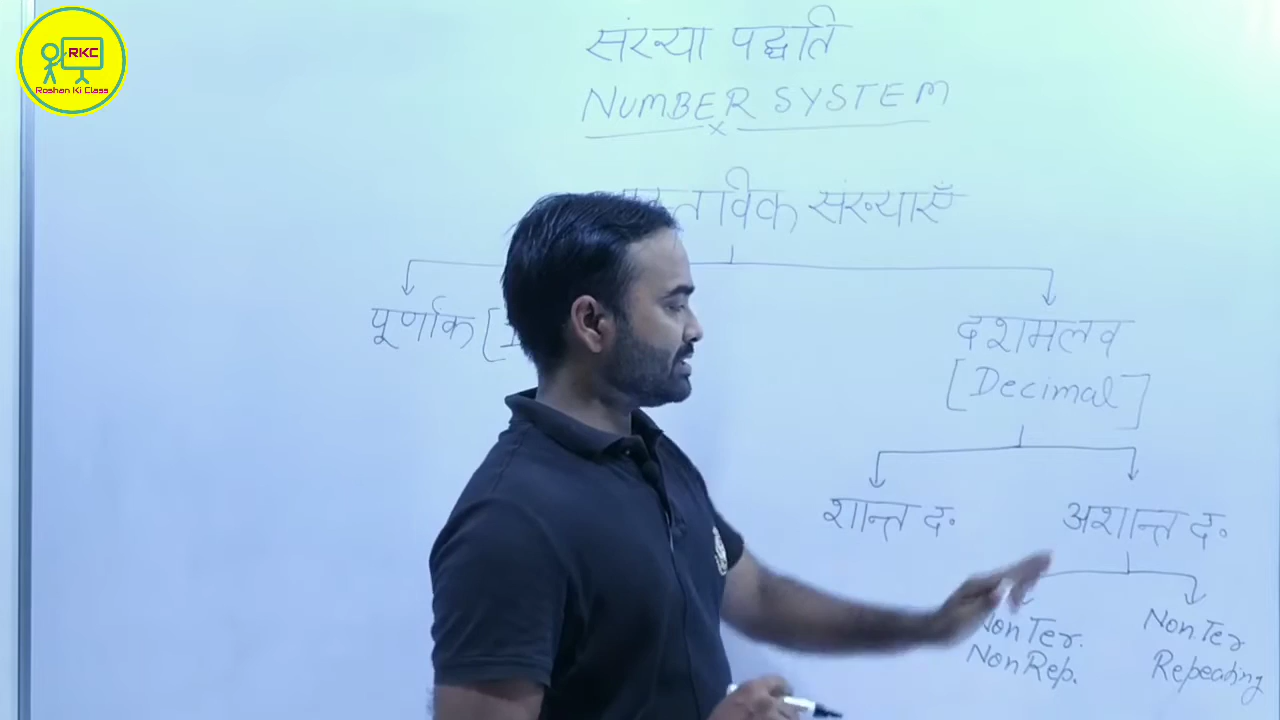 RKC
Roshan Ki Class
संख्या पद्धति
NUMBER SYSTEM
संख्याएँ
पूर्णांक [
दशमलव
[Decimal]
शान्त द॰
अशान्त द॰
Non Ter.
Non Rep.
Non Ter
Repeating